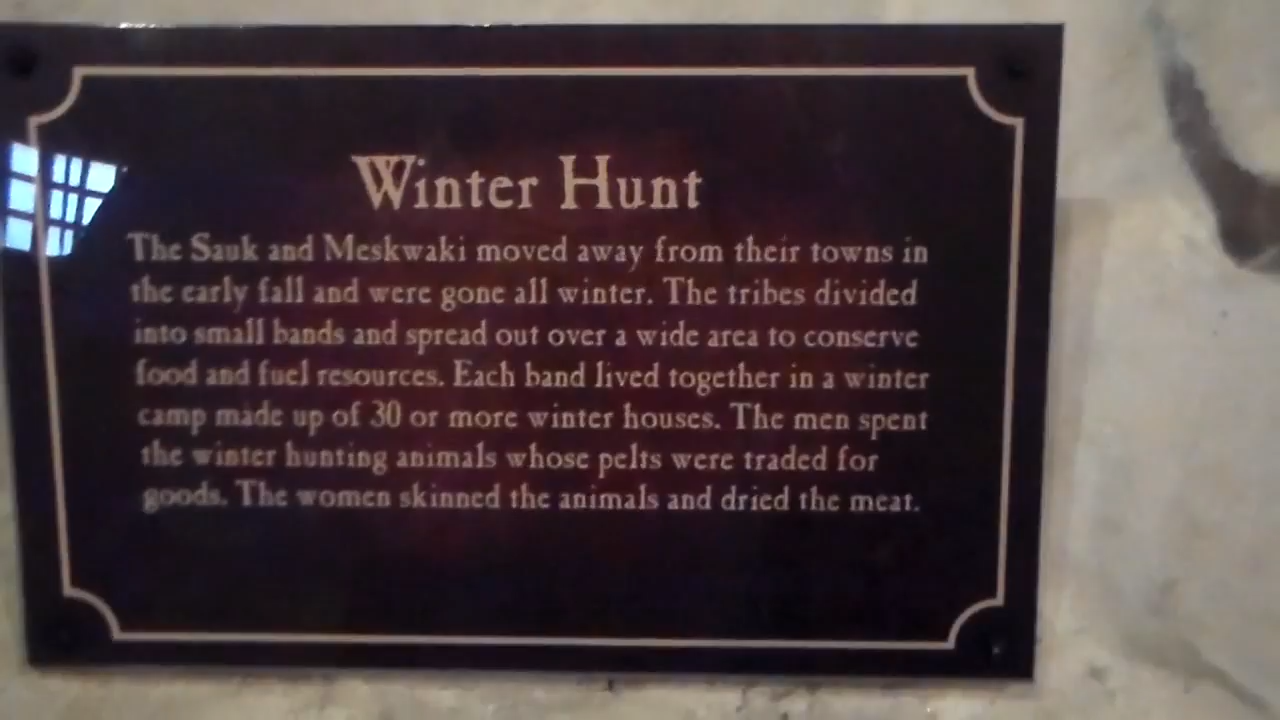 Winter Hunt
The Sauk and Meskwaki moved away from their towns in
the early fall and were gone all winter. The tribes divided
into small bands and spread out over a wide area to conserve
food and fuel resources. Each band lived together in a winter
camp made up of 30 or more winter houses. The men spent
the winter hunting animals whose pelts were traded for
goods. The women skinned the animals and dried the meat.